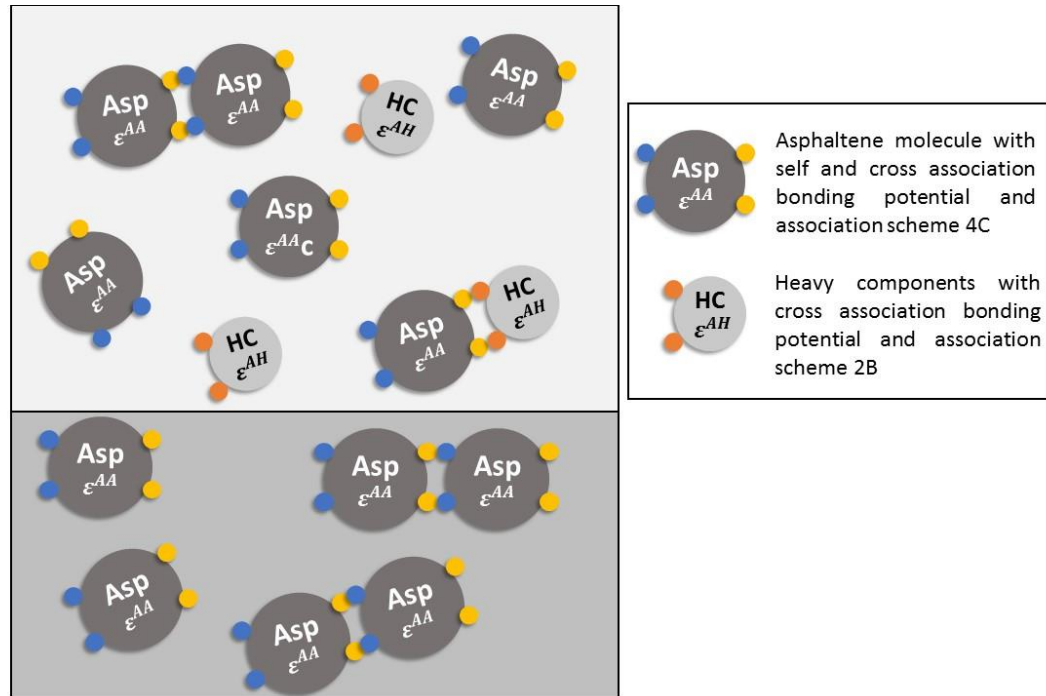 Asp
ε^AA
Asp
ε^AA
HC
ε^AH
Asp
ε^AA
Asp
ε^AA C
Asp
ε^AA
HC
ε^AH
Asp
ε^AA
HC
ε^AH
Asp
ε^AA
Asp
ε^AA
Asp
ε^AA
Asp
ε^AA
Asp
ε^AA
Asp
ε^AA
Asp
ε^AA
Asphaltene molecule with
self and cross association
bonding potential and
association scheme 4C
HC
ε^AH
Heavy components with
cross association bonding
potential and association
scheme 2B